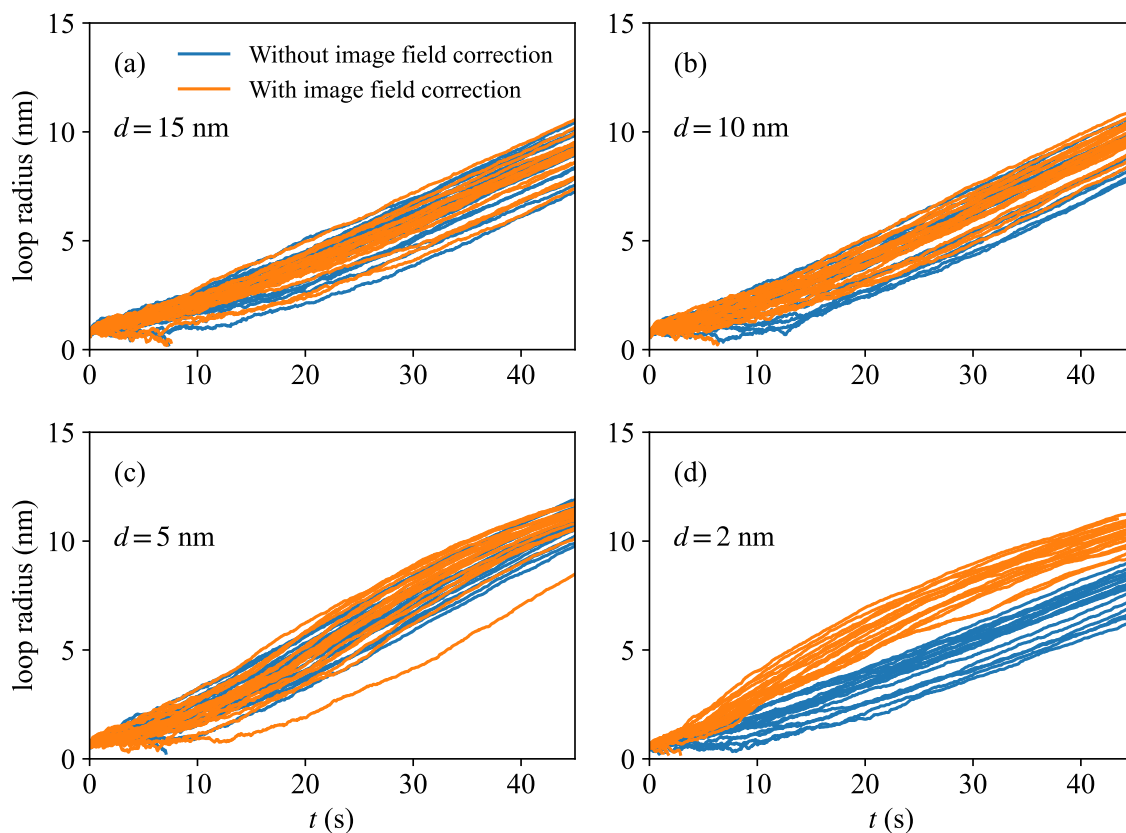 15
10
5
0
loop radius (nm)
(a)
Without image field correction
With image field correction
d = 15 nm
0 10 20 30 40
(b)
d = 10 nm
15
10
5
0
0 10 20 30 40
15
10
5
0
loop radius (nm)
(c)
d = 5 nm
0 10 20 30 40
t (s)
15
10
5
0
(d)
d = 2 nm
0 10 20 30 40
t (s)